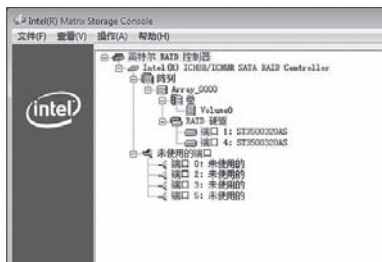 Intel(R) Matrix Storage Console
文件(F) 查看(V) 操作(A) 帮助(H)
英特尔 RAID 控制器
Intel(R) ICH8R/ICH9R SATA RAID Controller
阵列
Array_0000
卷
Volume0
RAID 硬盘
端口 1: ST3500320AS
端口 4: ST3500320AS
未使用的端口
端口 0: 未使用的
端口 2: 未使用的
端口 3: 未使用的
端口 5: 未使用的
intel